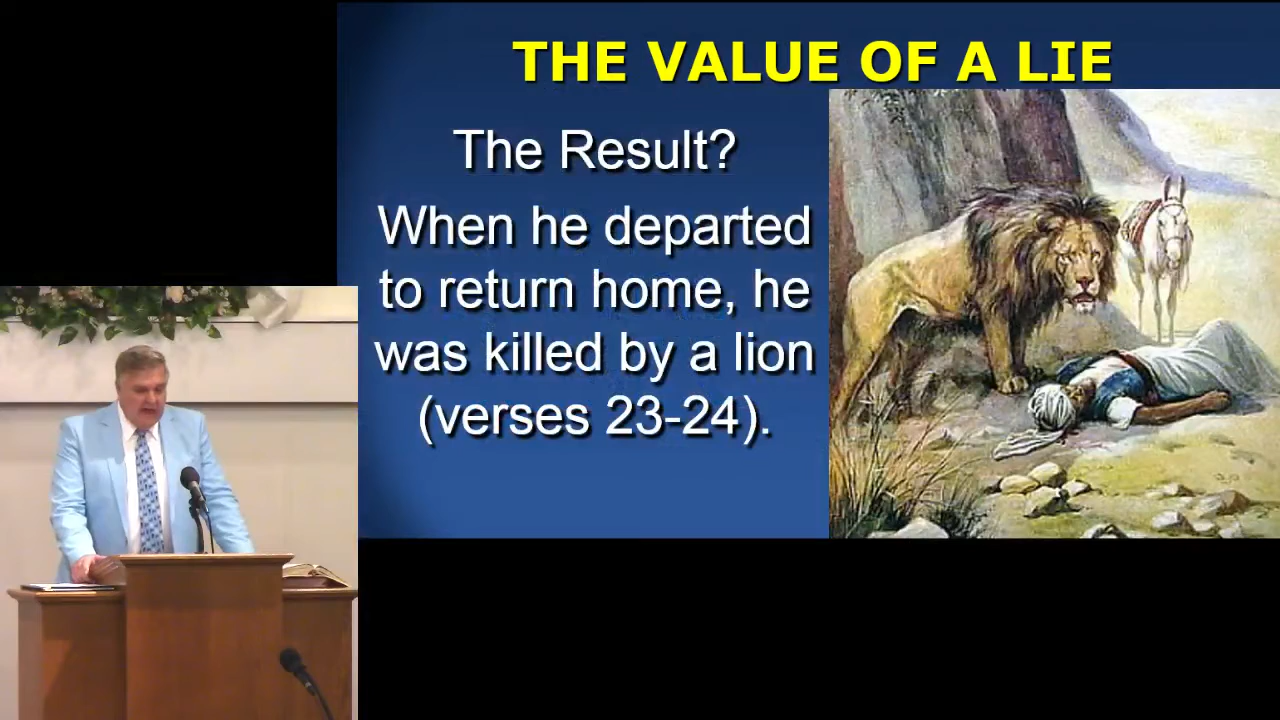 THE VALUE OF A LIE
The Result?
When he departed
to return home, he
was killed by a lion
(verses 23-24).